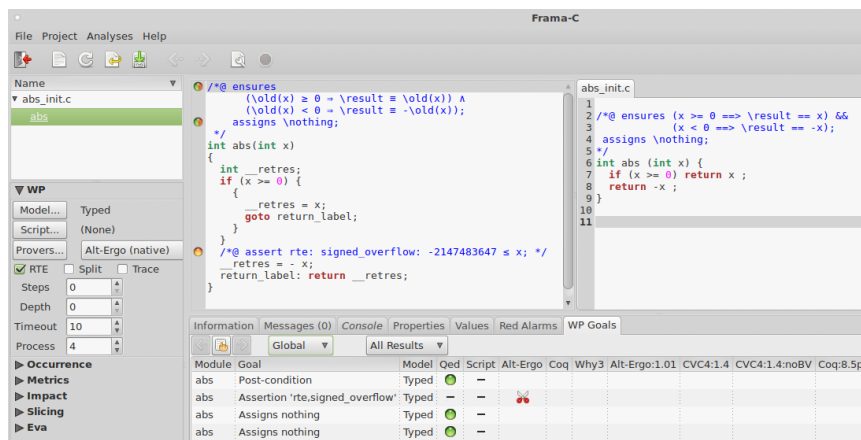 Frama-C
File Project Analyses Help
Name
abs_init.c
abs
WP
Model... Typed
Script... (None)
Provers... Alt-Ergo (native)
RTE Split Trace
Steps 0
Depth 0
Timeout 10
Process 4
Occurrence
Metrics
Impact
Slicing
Eva
/*@ ensures
(\old(x) ≥ 0 ⇒ \result ≡ \old(x)) ∧
(\old(x) < 0 ⇒ \result ≡ -\old(x));
assigns \nothing;
*/
int abs(int x)
{
int __retres;
if (x >= 0) {
{
__retres = x;
goto return_label;
}
}
/*@ assert rte: signed_overflow: -2147483647 ≤ x; */
__retres = - x;
return_label: return __retres;
}
abs_init.c
1
2 /*@ ensures (x >= 0 ==> \result == x) &&
3 (x < 0 ==> \result == -x);
4 assigns \nothing;
5 */
6 int abs (int x) {
7 if (x >= 0) return x ;
8 return -x ;
9 }
10
11
Information Messages (0) Console Properties Values Red Alarms WP Goals
Global All Results
Module Goal Model Qed Script Alt-Ergo Coq Why3 Alt-Ergo:1.01 CVC4:1.4 CVC4:1.4:noBV Coq:8.5p
abs Post-condition Typed –
abs Assertion 'rte,signed_overflow' Typed – –
abs Assigns nothing Typed –
abs Assigns nothing Typed –